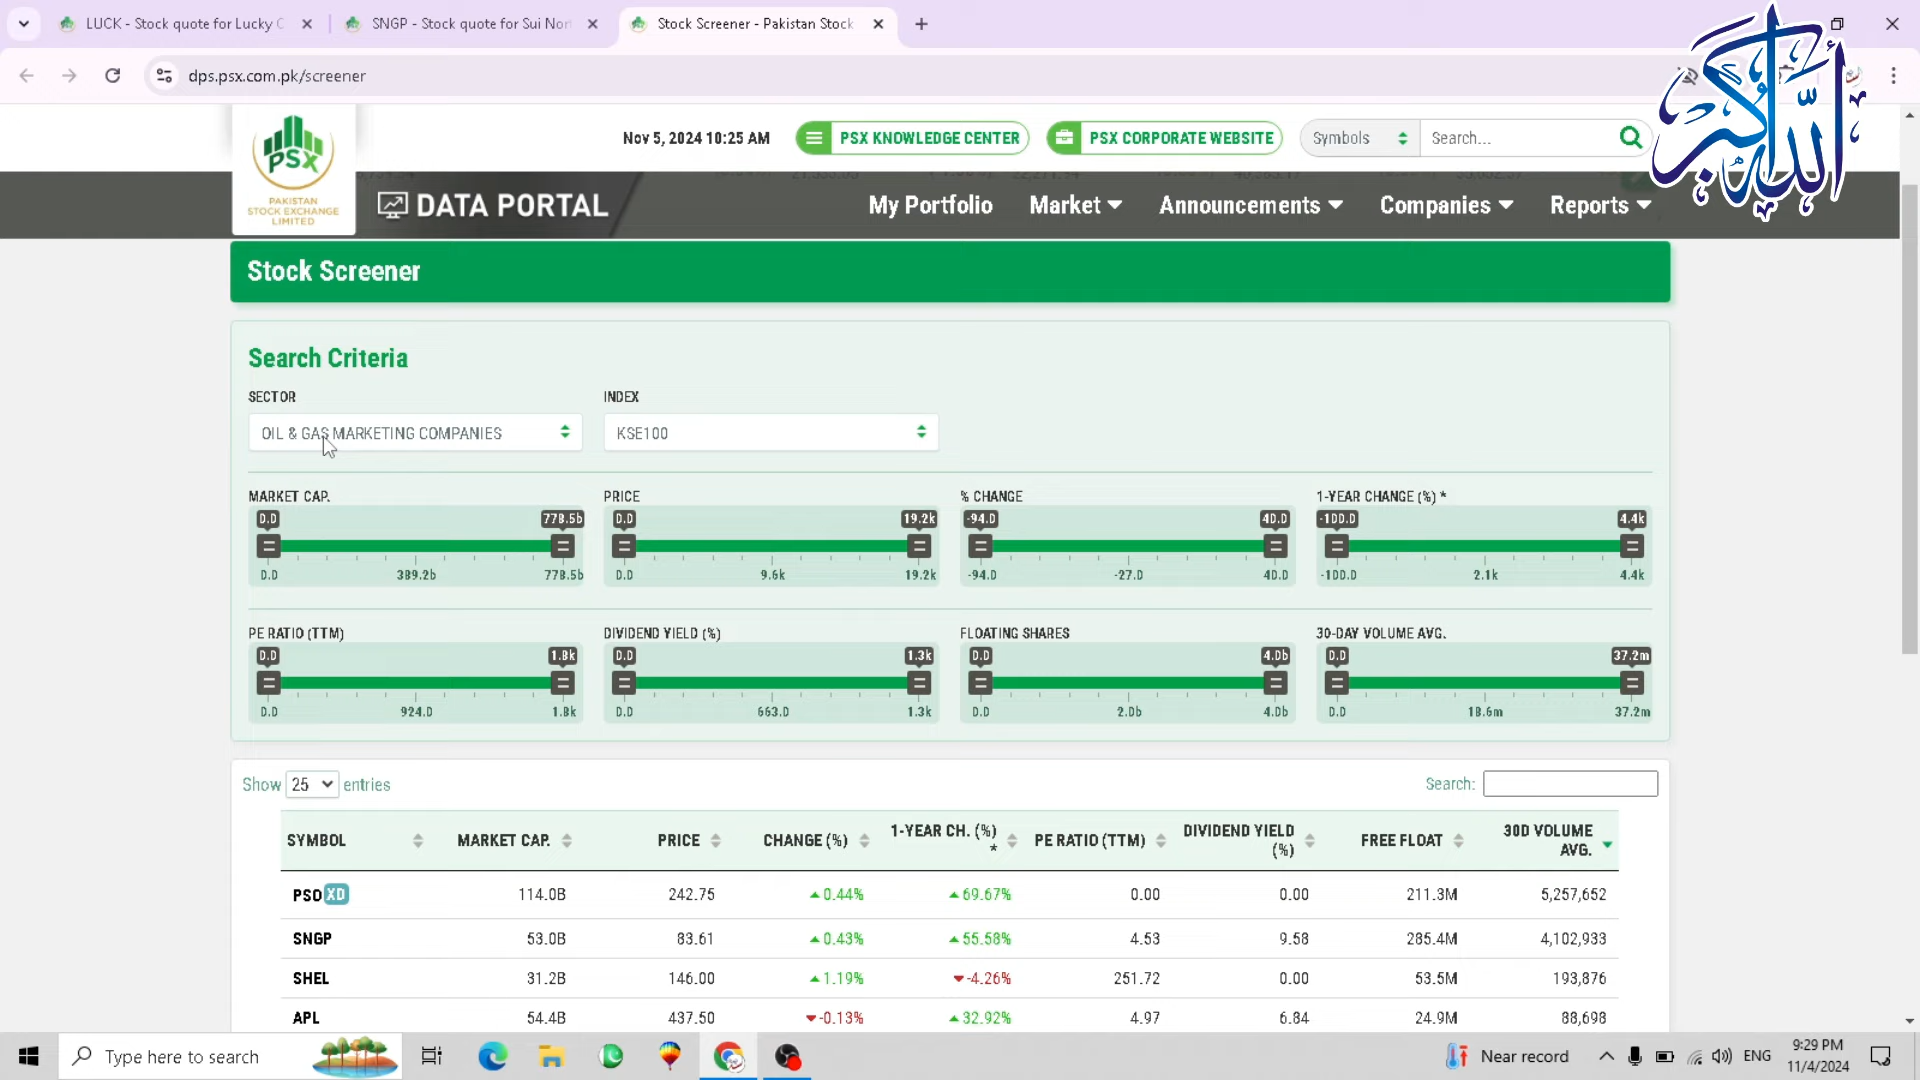 LUCK - Stock quote for Lucky C
SNGP - Stock quote for Sui Nor
Stock Screener - Pakistan Stock
dps.psx.com.pk/screener
الله أكبر
PSX
PAKISTAN
STOCK EXCHANGE
LIMITED
Nov 5, 2024 10:25 AM
PSX KNOWLEDGE CENTER
PSX CORPORATE WEBSITE
Symbols
Search...
DATA PORTAL
My Portfolio
Market
Announcements
Companies
Reports
Stock Screener
Search Criteria
SECTOR
INDEX
OIL & GAS MARKETING COMPANIES
KSE100
MARKET CAP. PRICE % CHANGE 1-YEAR CHANGE (%) *
0.0 778.5b 0.0 19.2k -94.0 40.0 -100.0 4.4k
0.0 389.2b 778.5b 0.0 9.6k 19.2k -94.0 -27.0 40.0 -100.0 2.1k 4.4k
PE RATIO (TTM) DIVIDEND YIELD (%) FLOATING SHARES 30-DAY VOLUME AVG.
0.0 1.8k 0.0 1.3k 0.0 4.0b 0.0 37.2m
0.0 924.0 1.8k 0.0 663.0 1.3k 0.0 2.0b 4.0b 0.0 18.6m 37.2m
Show 25 entries
Search:
SYMBOL MARKET CAP. PRICE CHANGE (%) 1-YEAR CH. (%) * PE RATIO (TTM) DIVIDEND YIELD (%) FREE FLOAT 30D VOLUME AVG.
PSO XD 114.0B 242.75 0.44% 69.67% 0.00 0.00 211.3M 5,257,652
SNGP 53.0B 83.61 0.43% 55.58% 4.53 9.58 285.4M 4,102,933
SHEL 31.2B 146.00 1.19% -4.26% 251.72 0.00 53.5M 193,876
APL 54.4B 437.50 -0.13% 32.92% 4.97 6.84 24.9M 88,698
Type here to search
Near record
ENG
9:29 PM
11/4/2024